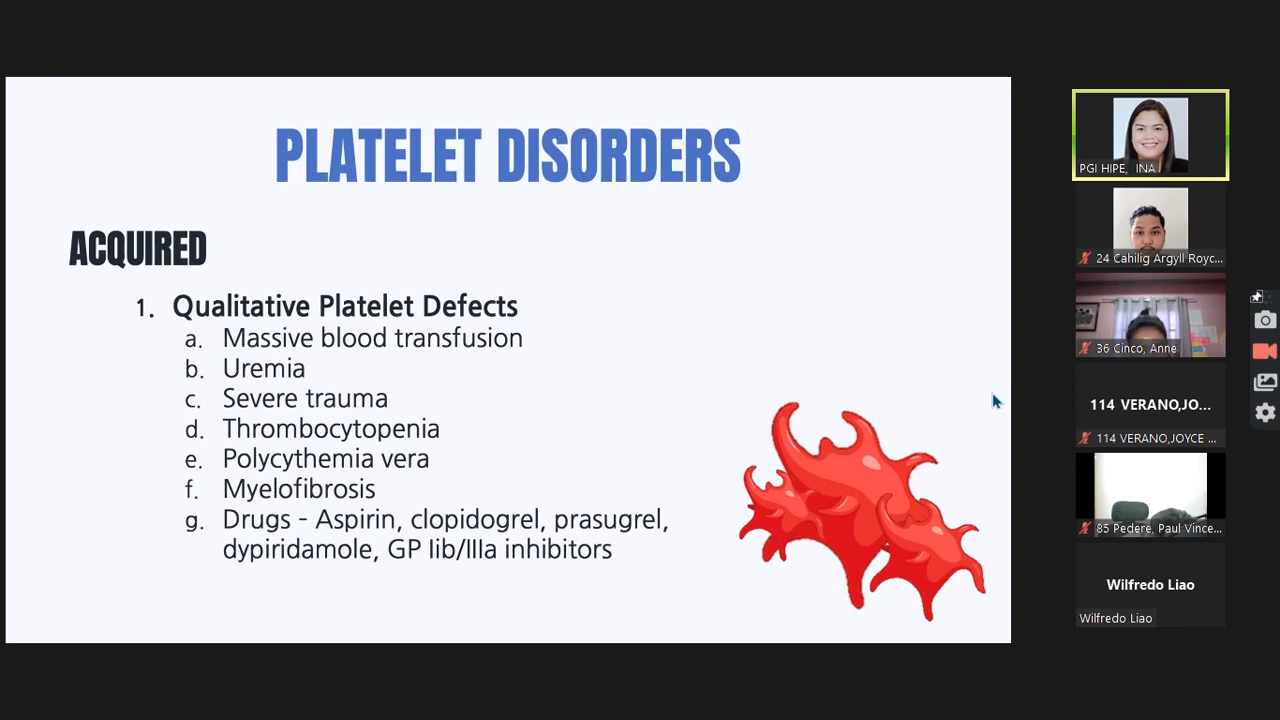 PLATELET DISORDERS
ACQUIRED
1. Qualitative Platelet Defects
a. Massive blood transfusion
b. Uremia
c. Severe trauma
d. Thrombocytopenia
e. Polycythemia vera
f. Myelofibrosis
g. Drugs - Aspirin, clopidogrel, prasugrel,
dypiridamole, GP Iib/IIIa inhibitors
PGI HIPE, INA
24 Cahilig Argyll Royc...
36 Cinco, Anne
114 VERANO,JO...
114 VERANO,JOYCE ...
85 Pedere, Paul Vince...
Wilfredo Liao
Wilfredo Liao